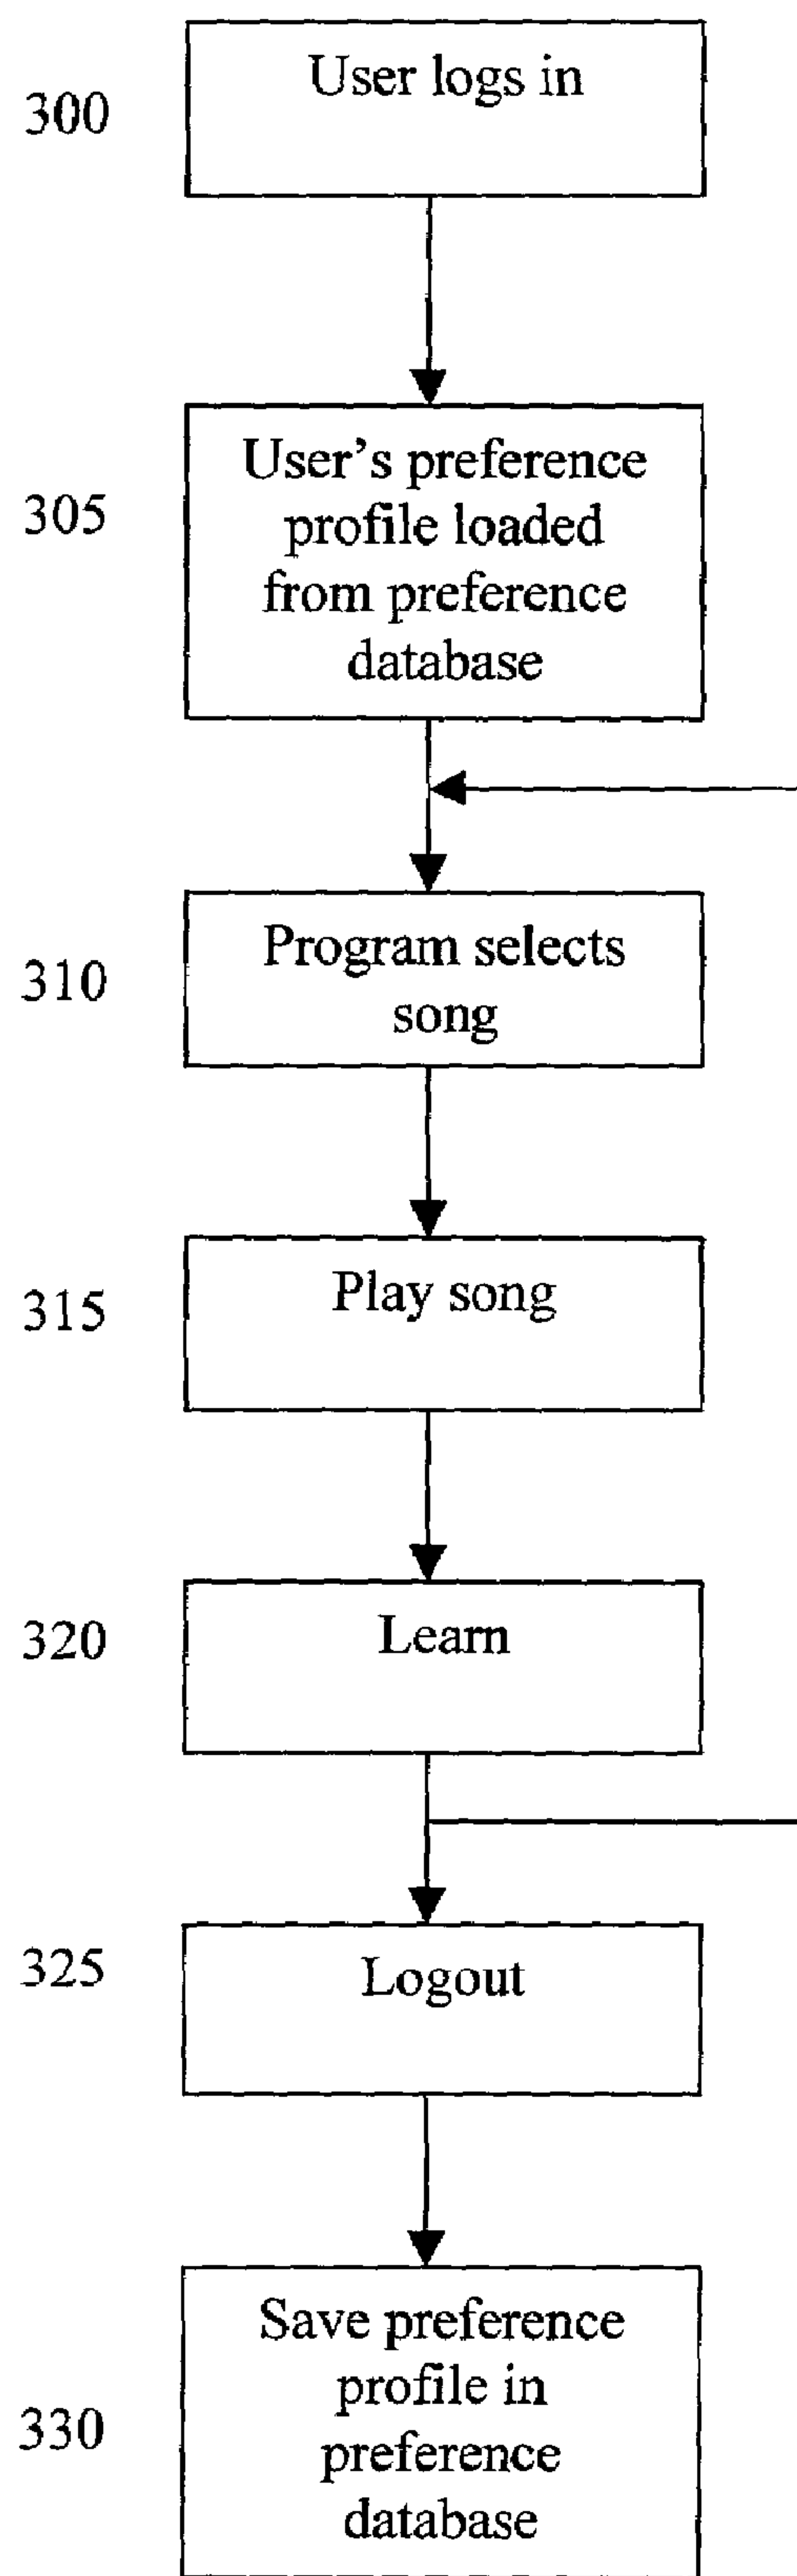 300
User logs in
305
User's preference
profile loaded
from preference
database
310
Program selects
song
315
Play song
320
Learn
325
Logout
330
Save preference
profile in
preference
database